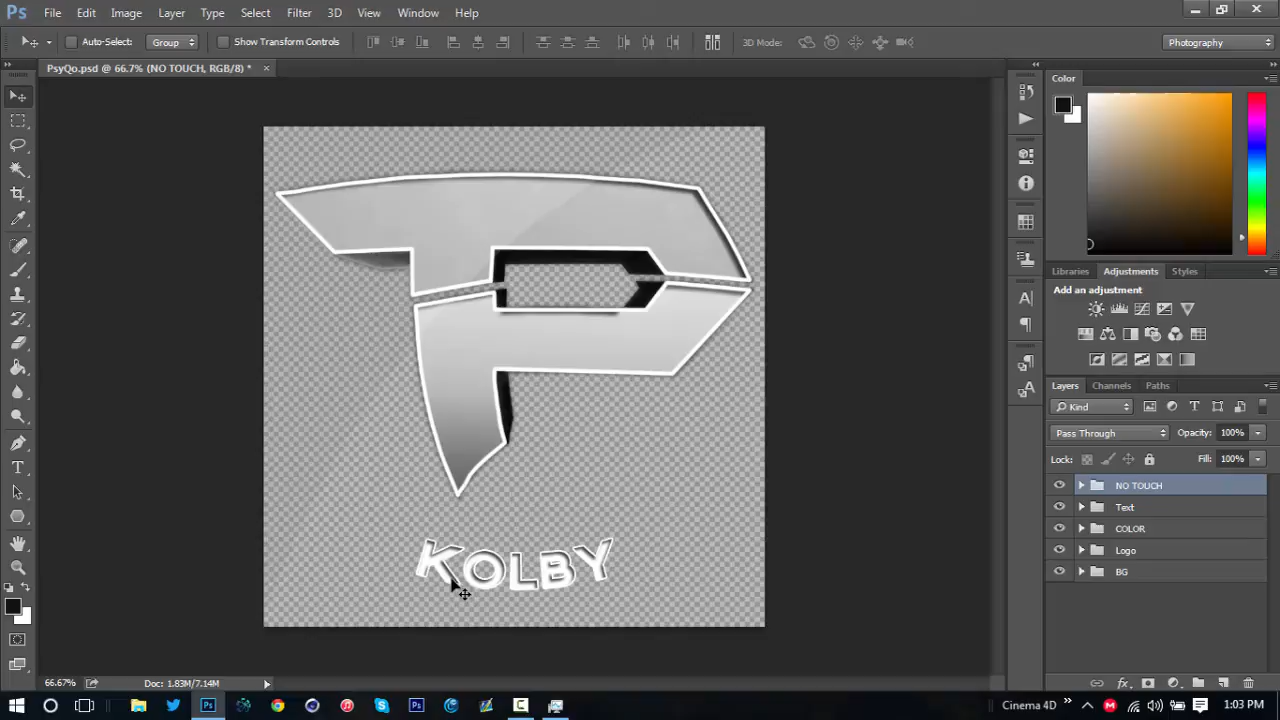 Ps File Edit Image Layer Type Select Filter 3D View Window Help
Auto-Select: Group Show Transform Controls 3D Mode: Photography
PsyQo.psd @ 66.7% (NO TOUCH, RGB/8) * ×
Color
Libraries Adjustments Styles
Add an adjustment
Layers Channels Paths
Kind
Pass Through Opacity: 100%
Lock: Fill: 100%
NO TOUCH
Text
COLOR
Logo
BG
KOLBY
66.67% Doc: 1.83M/7.14M
Cinema 4D » 1:03 PM